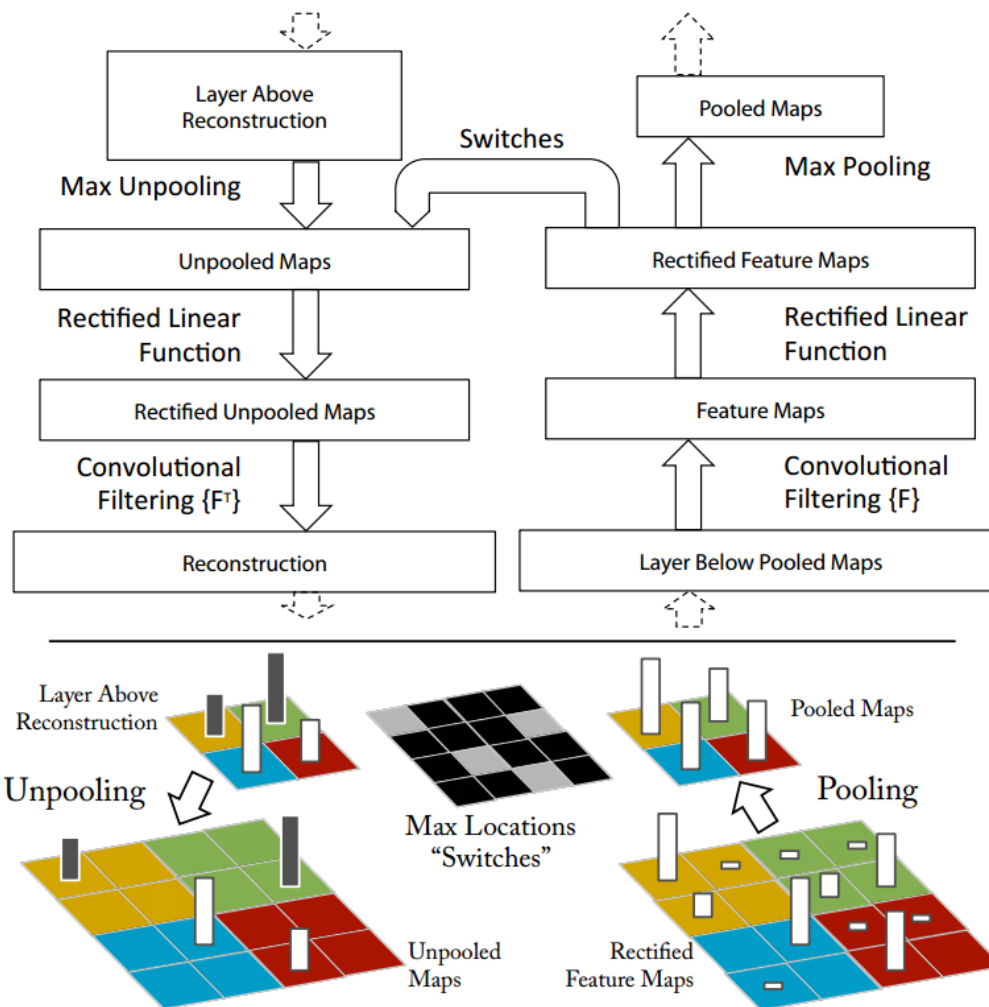 Layer Above
Reconstruction
Pooled Maps
Switches
Max Unpooling
Max Pooling
Unpooled Maps
Rectified Feature Maps
Rectified Linear
Function
Rectified Linear
Function
Rectified Unpooled Maps
Feature Maps
Convolutional
Filtering {Fᵀ}
Convolutional
Filtering {F}
Reconstruction
Layer Below Pooled Maps
Layer Above
Reconstruction
Pooled Maps
Unpooling
Pooling
Max Locations
“Switches”
Unpooled
Maps
Rectified
Feature Maps